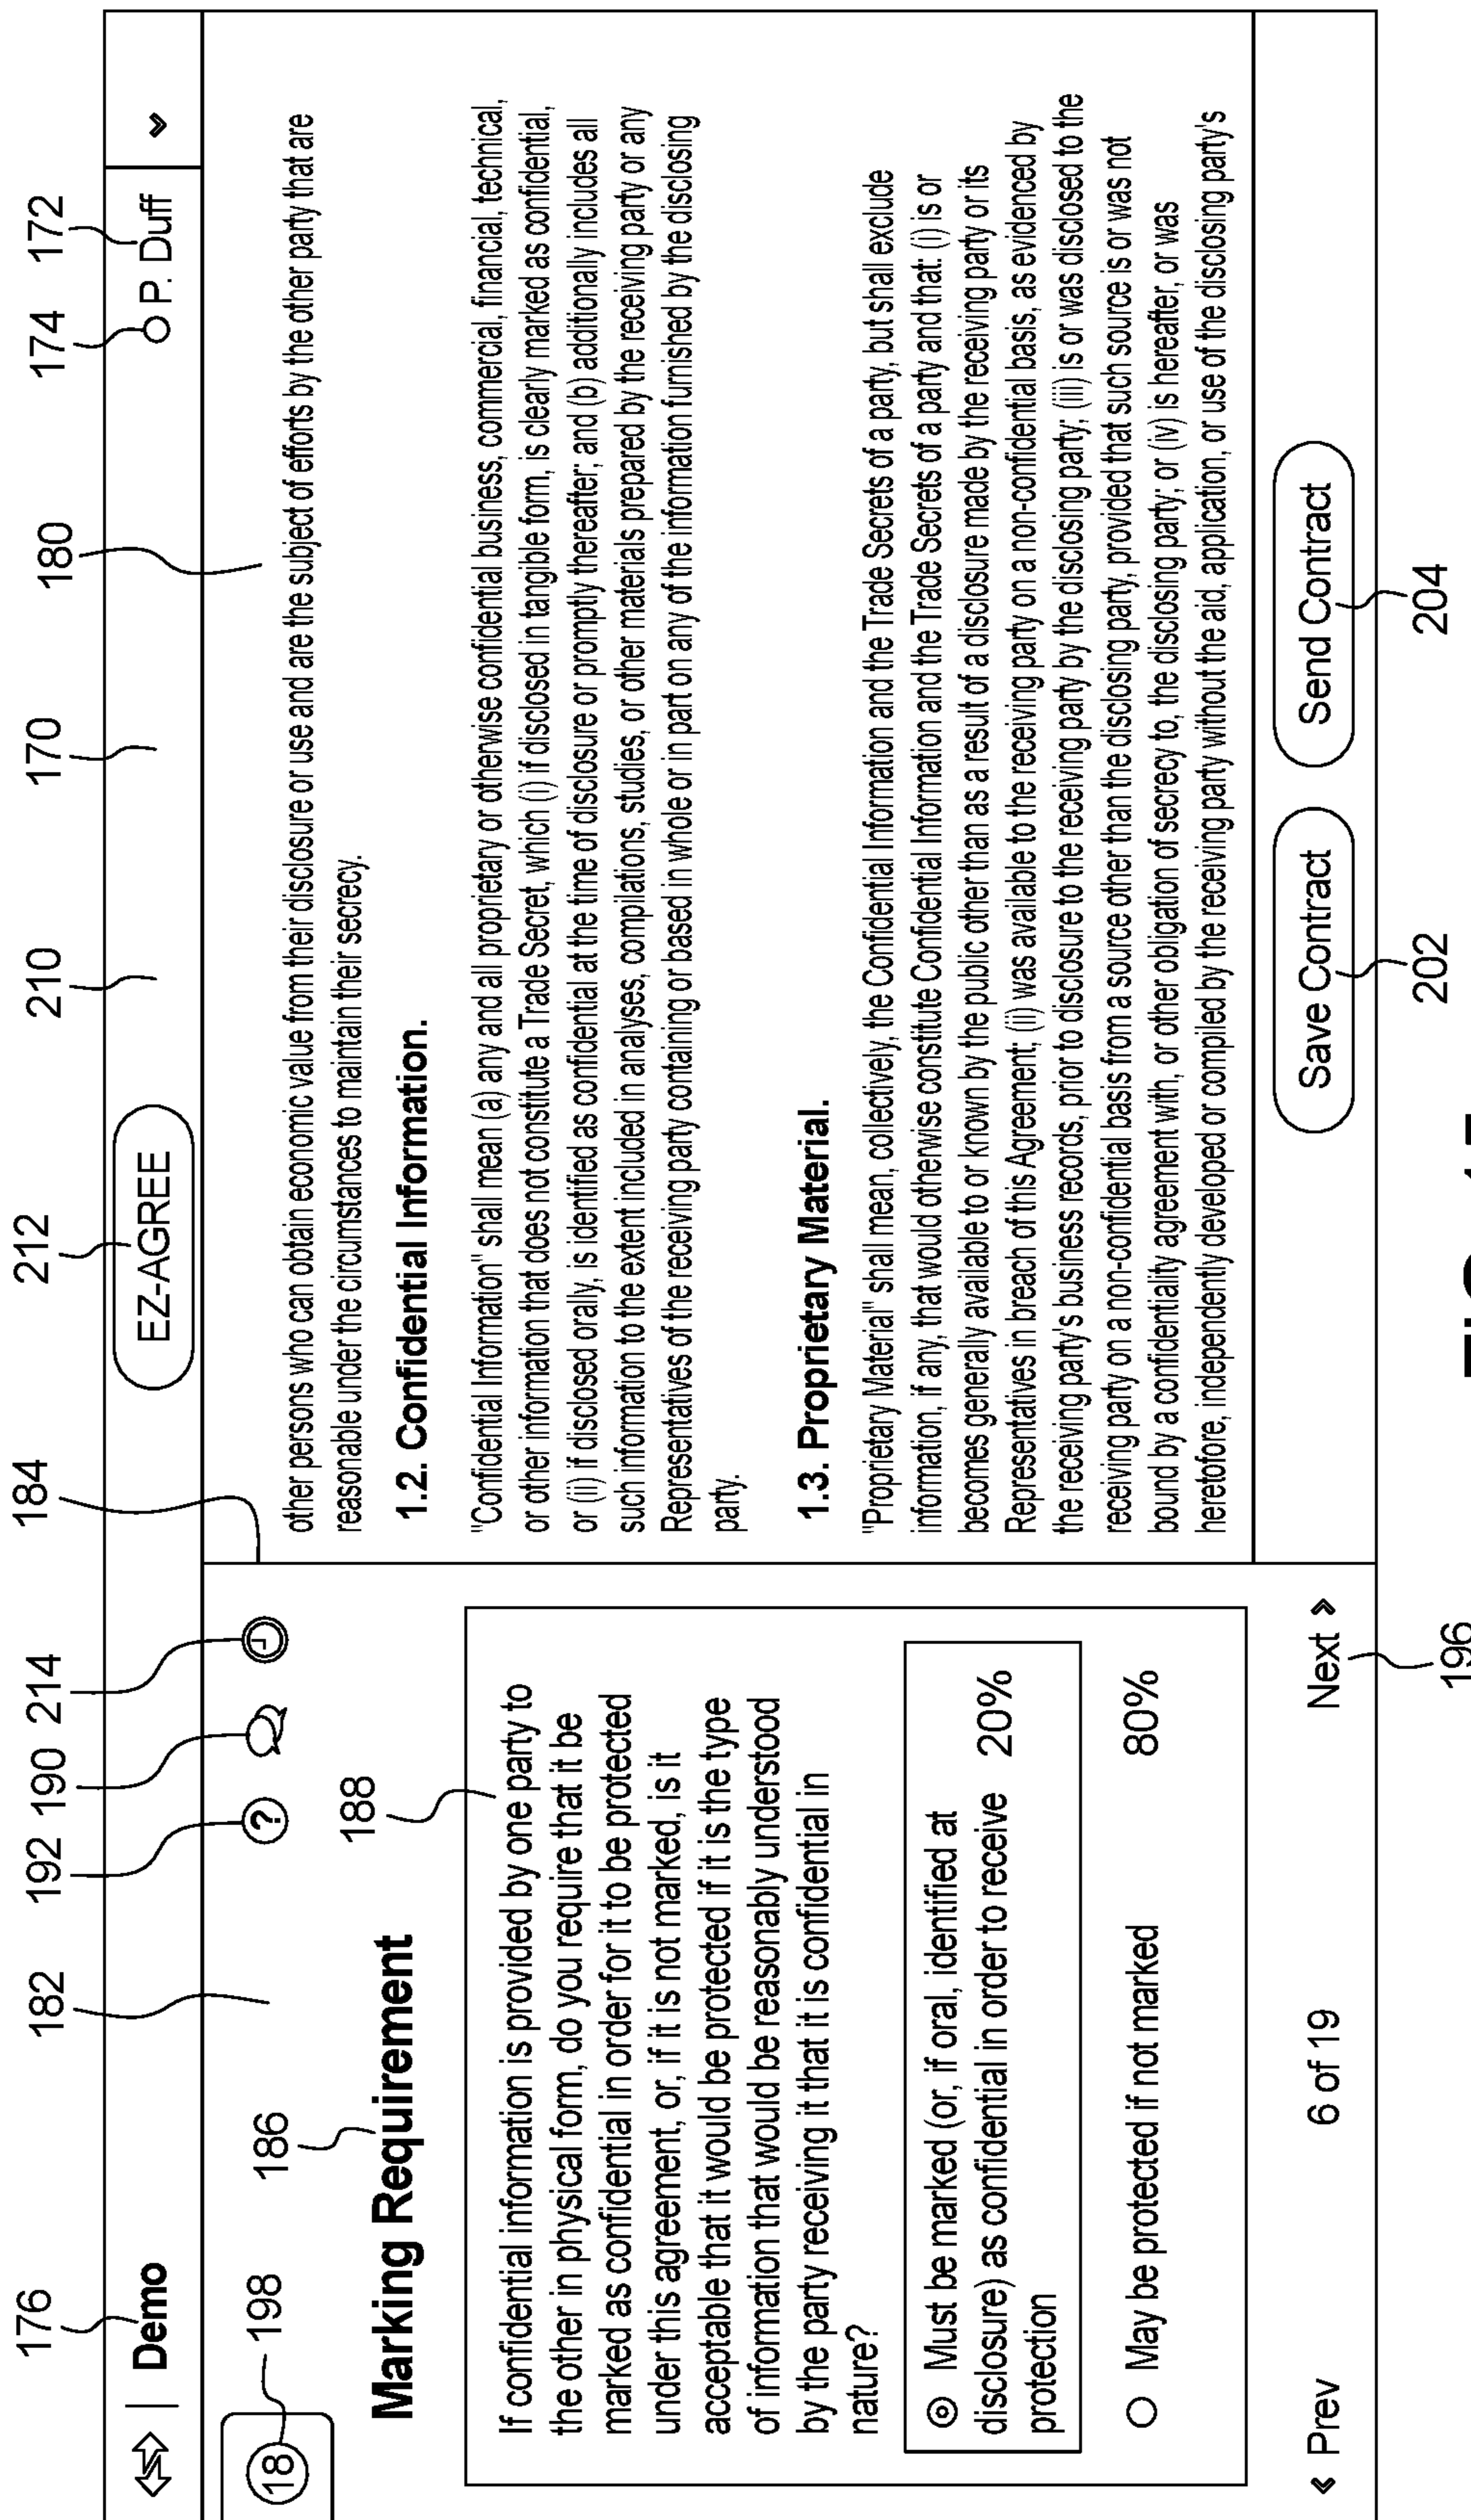 176
182
192
190
214
184
212
210
170
180
174
172
Demo
EZ-AGREE
P. Duff
18
198
186
188
?
Marking Requirement
If confidential information is provided by one party to
the other in physical form, do you require that it be
marked as confidential in order for it to be protected
under this agreement, or, if it is not marked, is it
acceptable that it would be protected if it is the type
of information that would be reasonably understood
by the party receiving it that it is confidential in
nature?
Must be marked (or, if oral, identified at
disclosure) as confidential in order to receive 20%
protection
May be protected if not marked 80%
« Prev 6 of 19 Next »
196
other persons who can obtain economic value from their disclosure or use and are the subject of efforts by the other party that are
reasonable under the circumstances to maintain their secrecy.
1.2. Confidential Information.
"Confidential Information" shall mean (a) any and all proprietary or otherwise confidential business, commercial, financial, technical,
or other information that does not constitute a Trade Secret, which (i) if disclosed in tangible form, is clearly marked as confidential,
or (ii) if disclosed orally, is identified as confidential at the time of disclosure or promptly thereafter; and (b) additionally includes all
such information to the extent included in analyses, compilations, studies, or other materials prepared by the receiving party or any
Representatives of the receiving party containing or based in whole or in part on any of the information furnished by the disclosing
party.
1.3. Proprietary Material.
"Proprietary Material" shall mean, collectively, the Confidential Information and the Trade Secrets of a party, but shall exclude
information, if any, that would otherwise constitute Confidential Information and the Trade Secrets of a party and that: (i) is or
becomes generally available to or known by the public other than as a result of a disclosure made by the receiving party or its
Representatives in breach of this Agreement; (ii) was available to the receiving party on a non-confidential basis, as evidenced by
the receiving party's business records, prior to disclosure to the receiving party by the disclosing party; (iii) is or was disclosed to the
receiving party on a non-confidential basis from a source other than the disclosing party, provided that such source is or was not
bound by a confidentiality agreement with, or other obligation of secrecy to, the disclosing party; or (iv) is hereafter, or was
heretofore, independently developed or compiled by the receiving party without the aid, application, or use of the disclosing party's
Save Contract
Send Contract
202
204